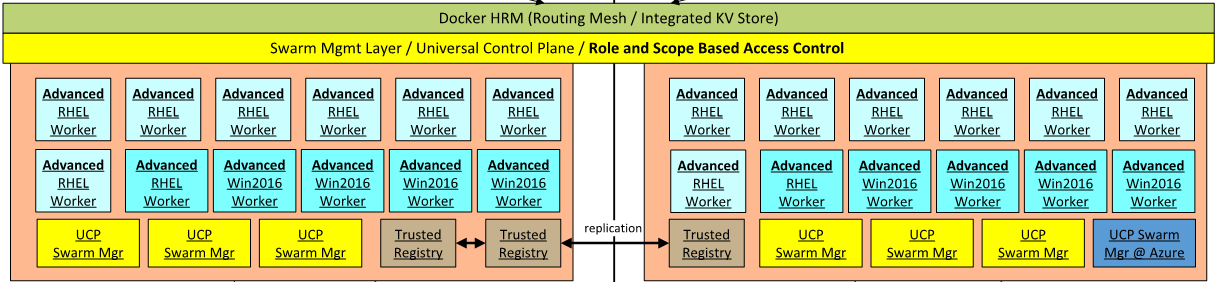 Docker HRM (Routing Mesh / Integrated KV Store)
Swarm Mgmt Layer / Universal Control Plane / Role and Scope Based Access Control
Advanced
RHEL
Worker
Advanced
RHEL
Worker
Advanced
RHEL
Worker
Advanced
RHEL
Worker
Advanced
RHEL
Worker
Advanced
RHEL
Worker
Advanced
RHEL
Worker
Advanced
RHEL
Worker
Advanced
Win2016
Worker
Advanced
Win2016
Worker
Advanced
Win2016
Worker
Advanced
Win2016
Worker
UCP
Swarm Mgr
UCP
Swarm Mgr
UCP
Swarm Mgr
Trusted
Registry
Trusted
Registry
replication
Advanced
RHEL
Worker
Advanced
RHEL
Worker
Advanced
RHEL
Worker
Advanced
RHEL
Worker
Advanced
RHEL
Worker
Advanced
RHEL
Worker
Advanced
RHEL
Worker
Advanced
RHEL
Worker
Advanced
Win2016
Worker
Advanced
Win2016
Worker
Advanced
Win2016
Worker
Advanced
Win2016
Worker
Trusted
Registry
UCP
Swarm Mgr
UCP
Swarm Mgr
UCP
Swarm Mgr
UCP Swarm
Mgr @ Azure